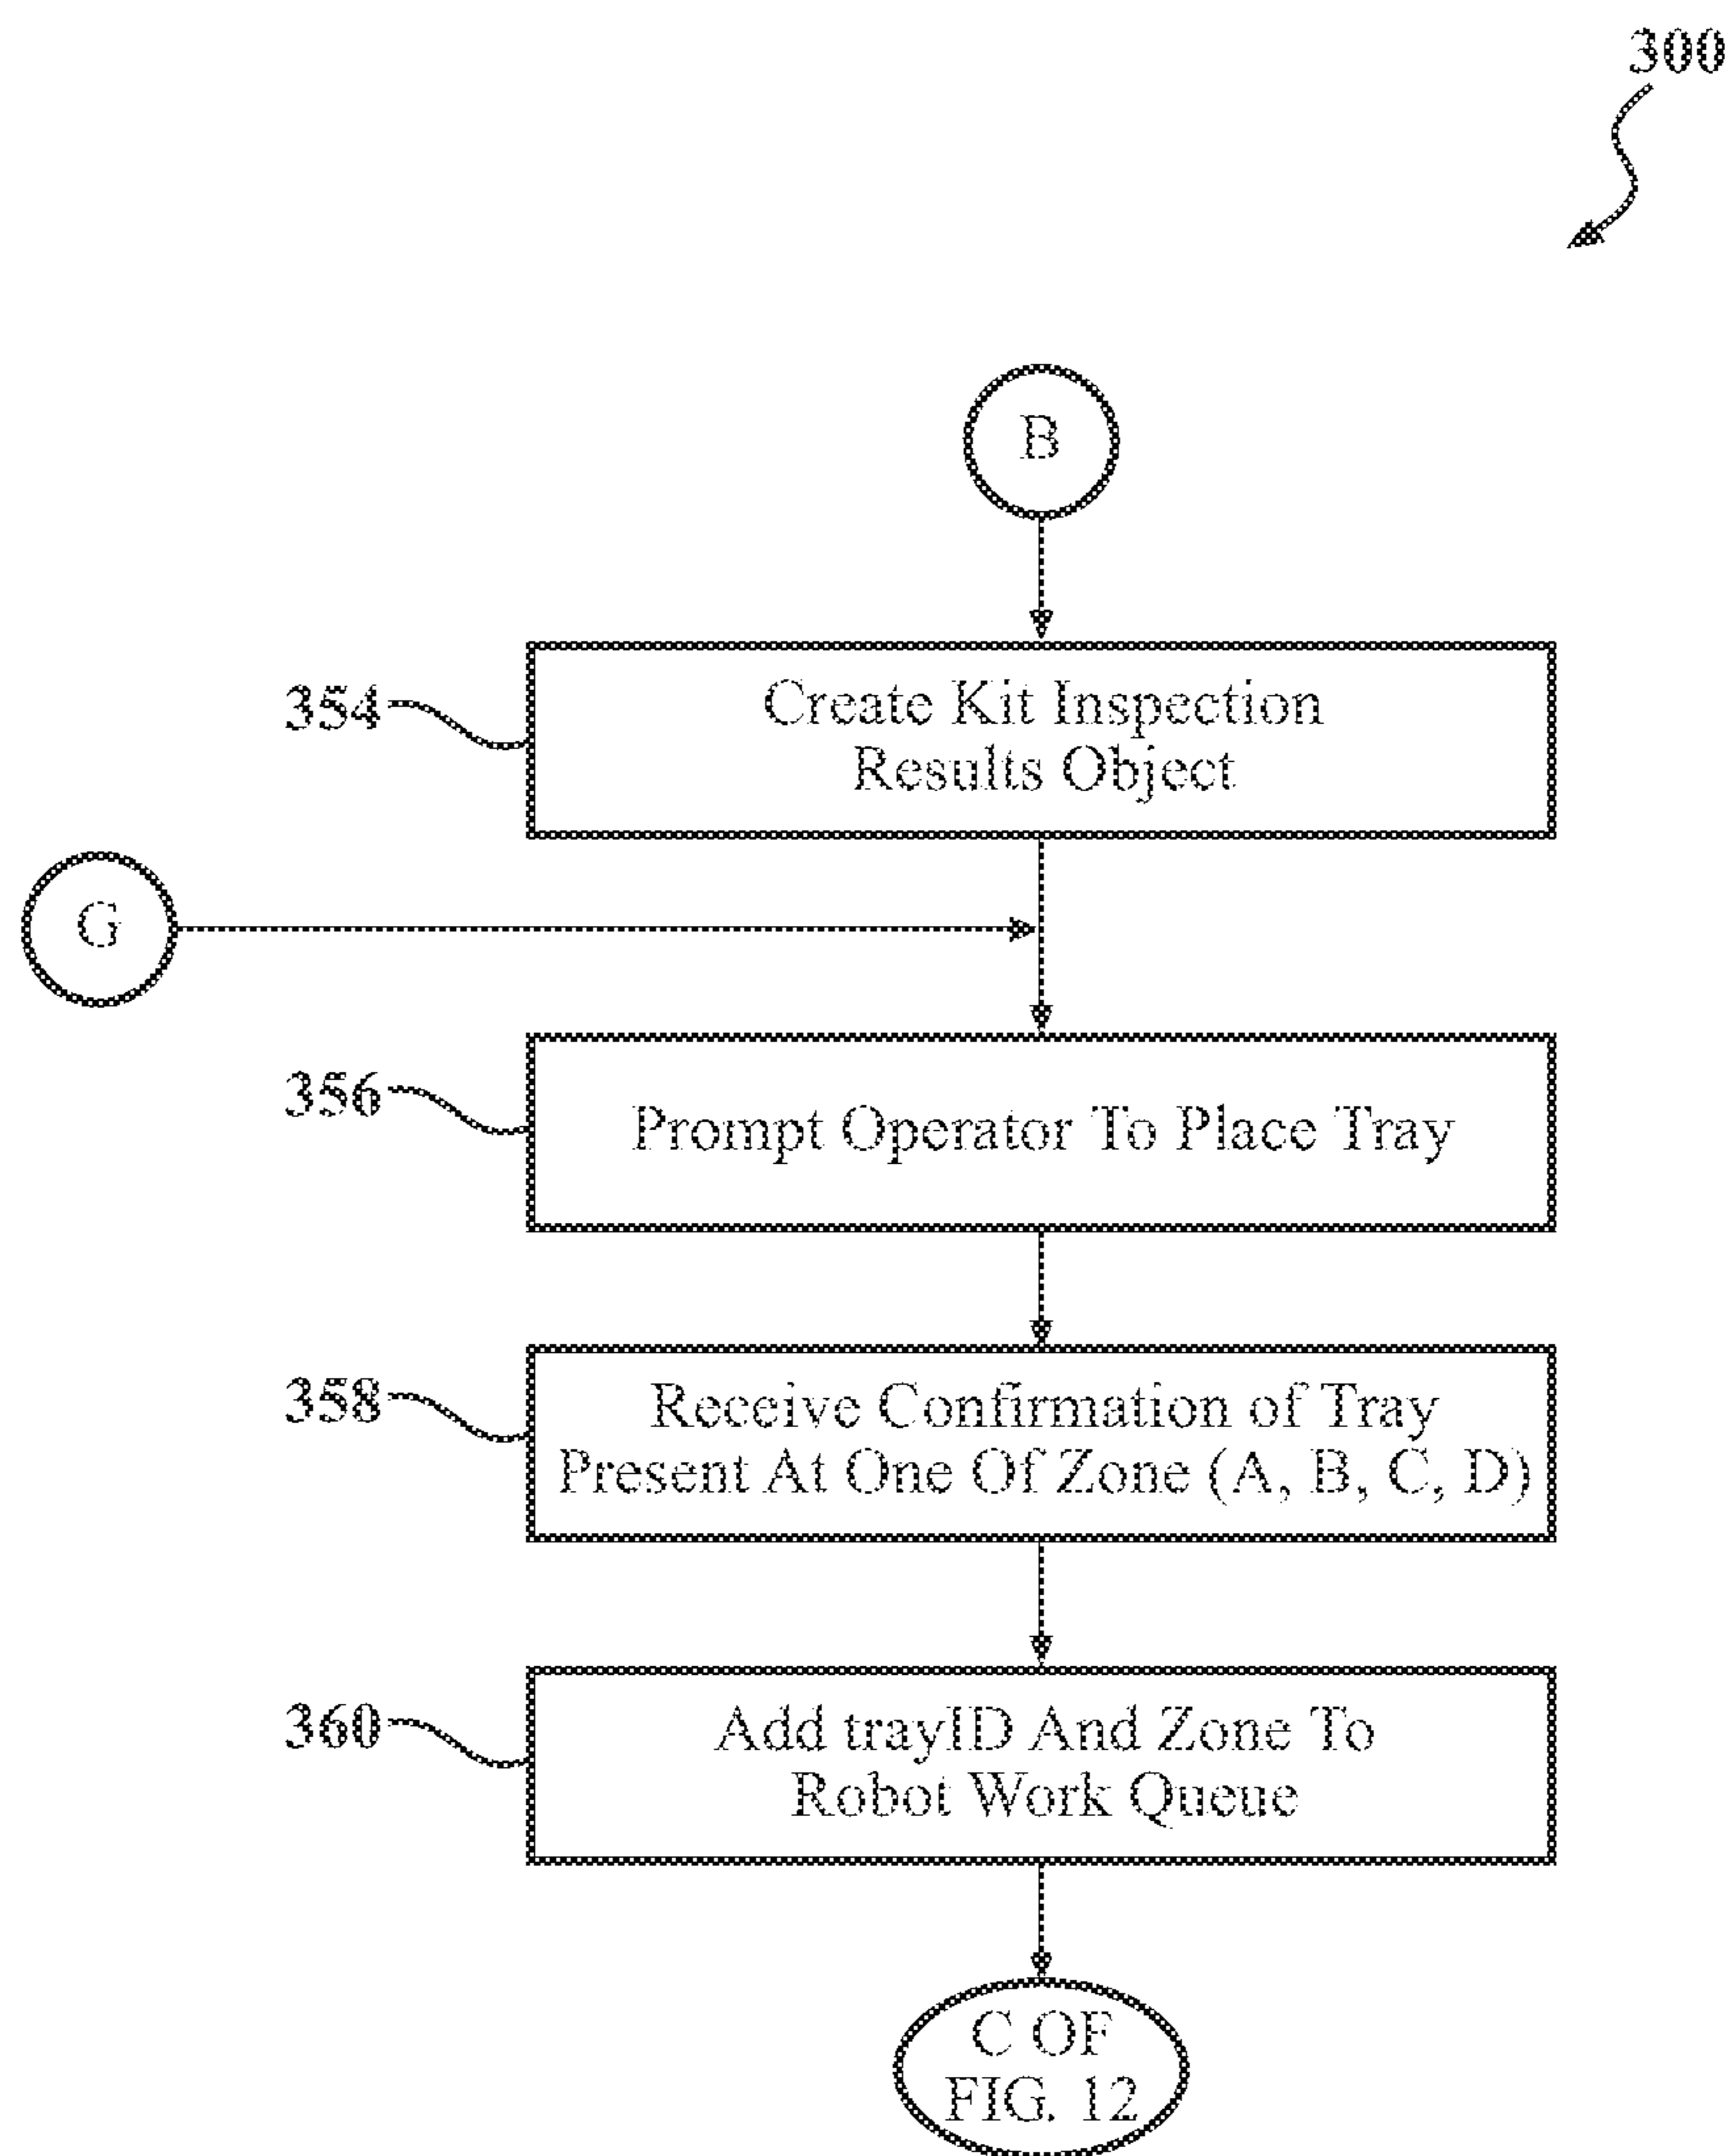 300
B
354
Create Kit Inspection
Results Object
G
356
Prompt Operator To Place Tray
358
Receive Confirmation of Tray
Present At One Of Zone (A, B, C, D)
360
Add trayID And Zone To
Robot Work Queue
C OF
FIG. 12